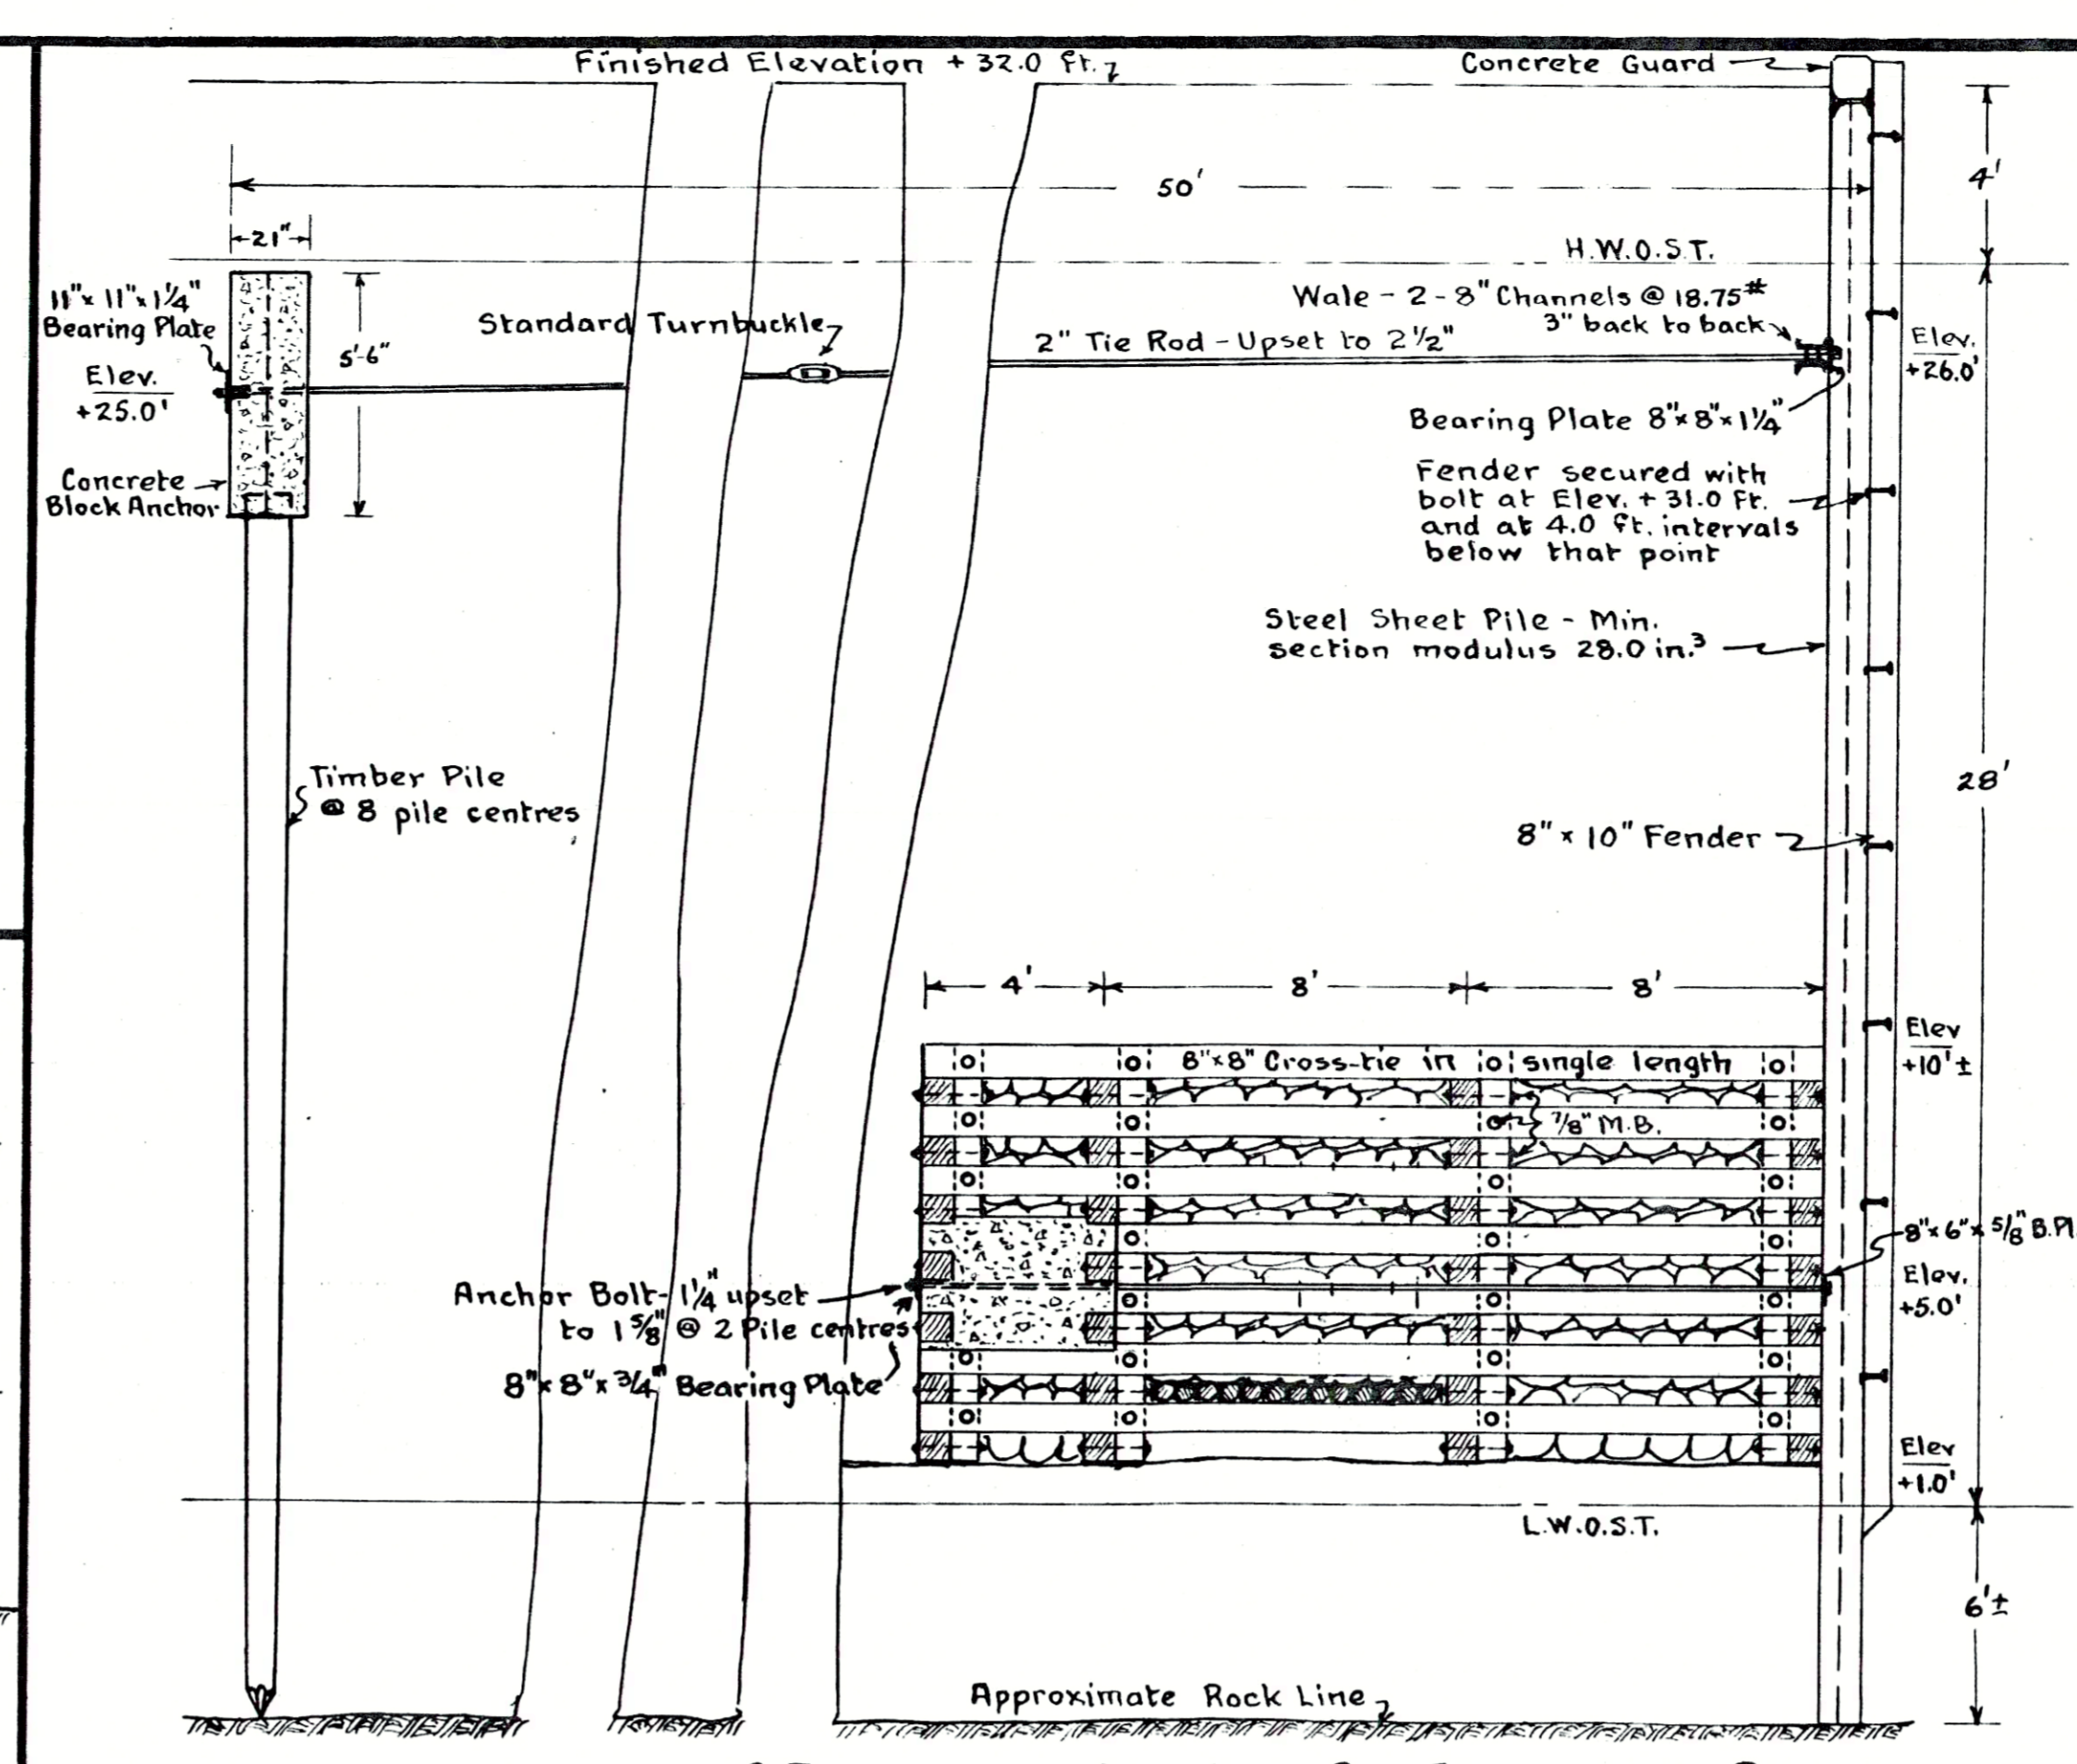 Finished Elevation + 32.0 ft.
Concrete Guard
4'
50'
21"
H.W.O.S.T.
11"x 11"x 1¼"
Bearing Plate
Elev.
+25.0'
5'-6"
Standard Turnbuckle
Wale - 2 - 8" Channels @ 18.75#
3" back to back
2" Tie Rod - Upset to 2½"
Elev.
+26.0'
Bearing Plate 8"x 8"x 1¼"
Concrete
Block Anchor
Fender secured with
bolt at Elev. + 31.0 ft.
and at 4.0 ft. intervals
below that point
Steel Sheet Pile - Min.
section modulus 28.0 in.³
Timber Pile
@ 8 pile centres
28'
8" x 10" Fender
4'
8'
8'
8"x8" Cross-tie in single length
Elev
+10'±
7/8" M.B.
8"x 6"x 5/8" B.Pl.
Elev.
+5.0'
Anchor Bolt - 1¼" upset
to 1 5/8" @ 2 Pile centres
8"x 8"x 3/4" Bearing Plate
Elev
+1.0'
L.W.O.S.T.
6'±
Approximate Rock Line